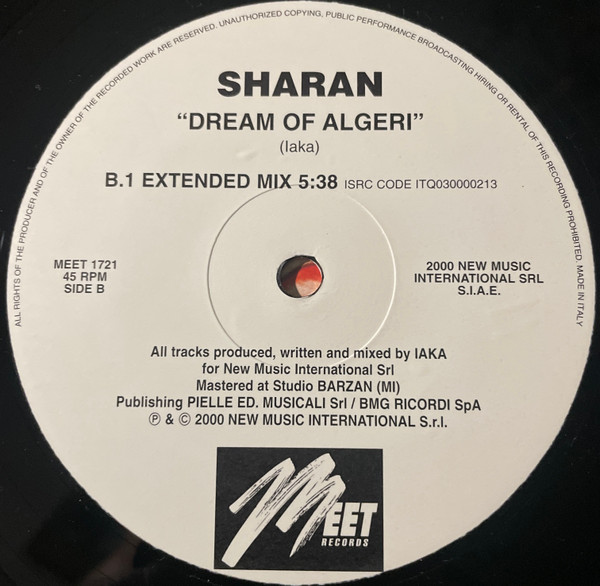 ALL RIGHTS OF THE PRODUCER AND OF THE OWNER OF THE RECORDED WORK ARE RESERVED. UNAUTHORIZED COPYING, PUBLIC PERFORMANCE BROADCASTING HIRING OR RENTAL OF THIS RECORDING PROHIBITED. MADE IN ITALY
SHARAN
"DREAM OF ALGERI"
(Iaka)
B.1 EXTENDED MIX 5:38 ISRC CODE ITQ030000213
MEET 1721
45 RPM
SIDE B
2000 NEW MUSIC
INTERNATIONAL SRL
S.I.A.E.
All tracks produced, written and mixed by IAKA
for New Music International Srl
Mastered at Studio BARZAN (MI)
Publishing PIELLE ED. MUSICALI Srl / BMG RICORDI SpA
℗ & © 2000 NEW MUSIC INTERNATIONAL S.r.l.
MEET
RECORDS